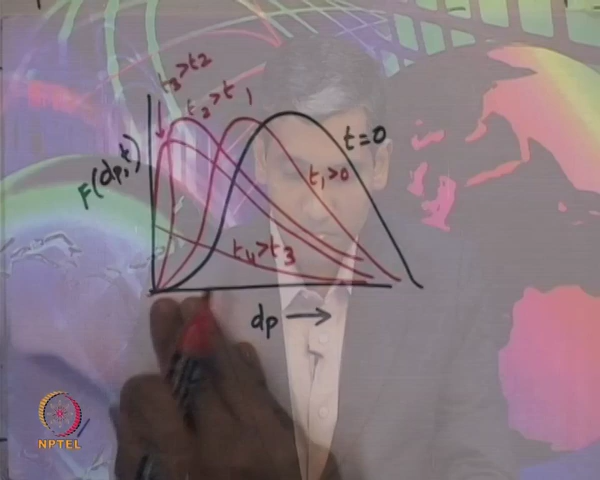 t3>t2
t2>t1
t=0
F(dp,t)
t1>0
t4>t3
dp →
NPTEL